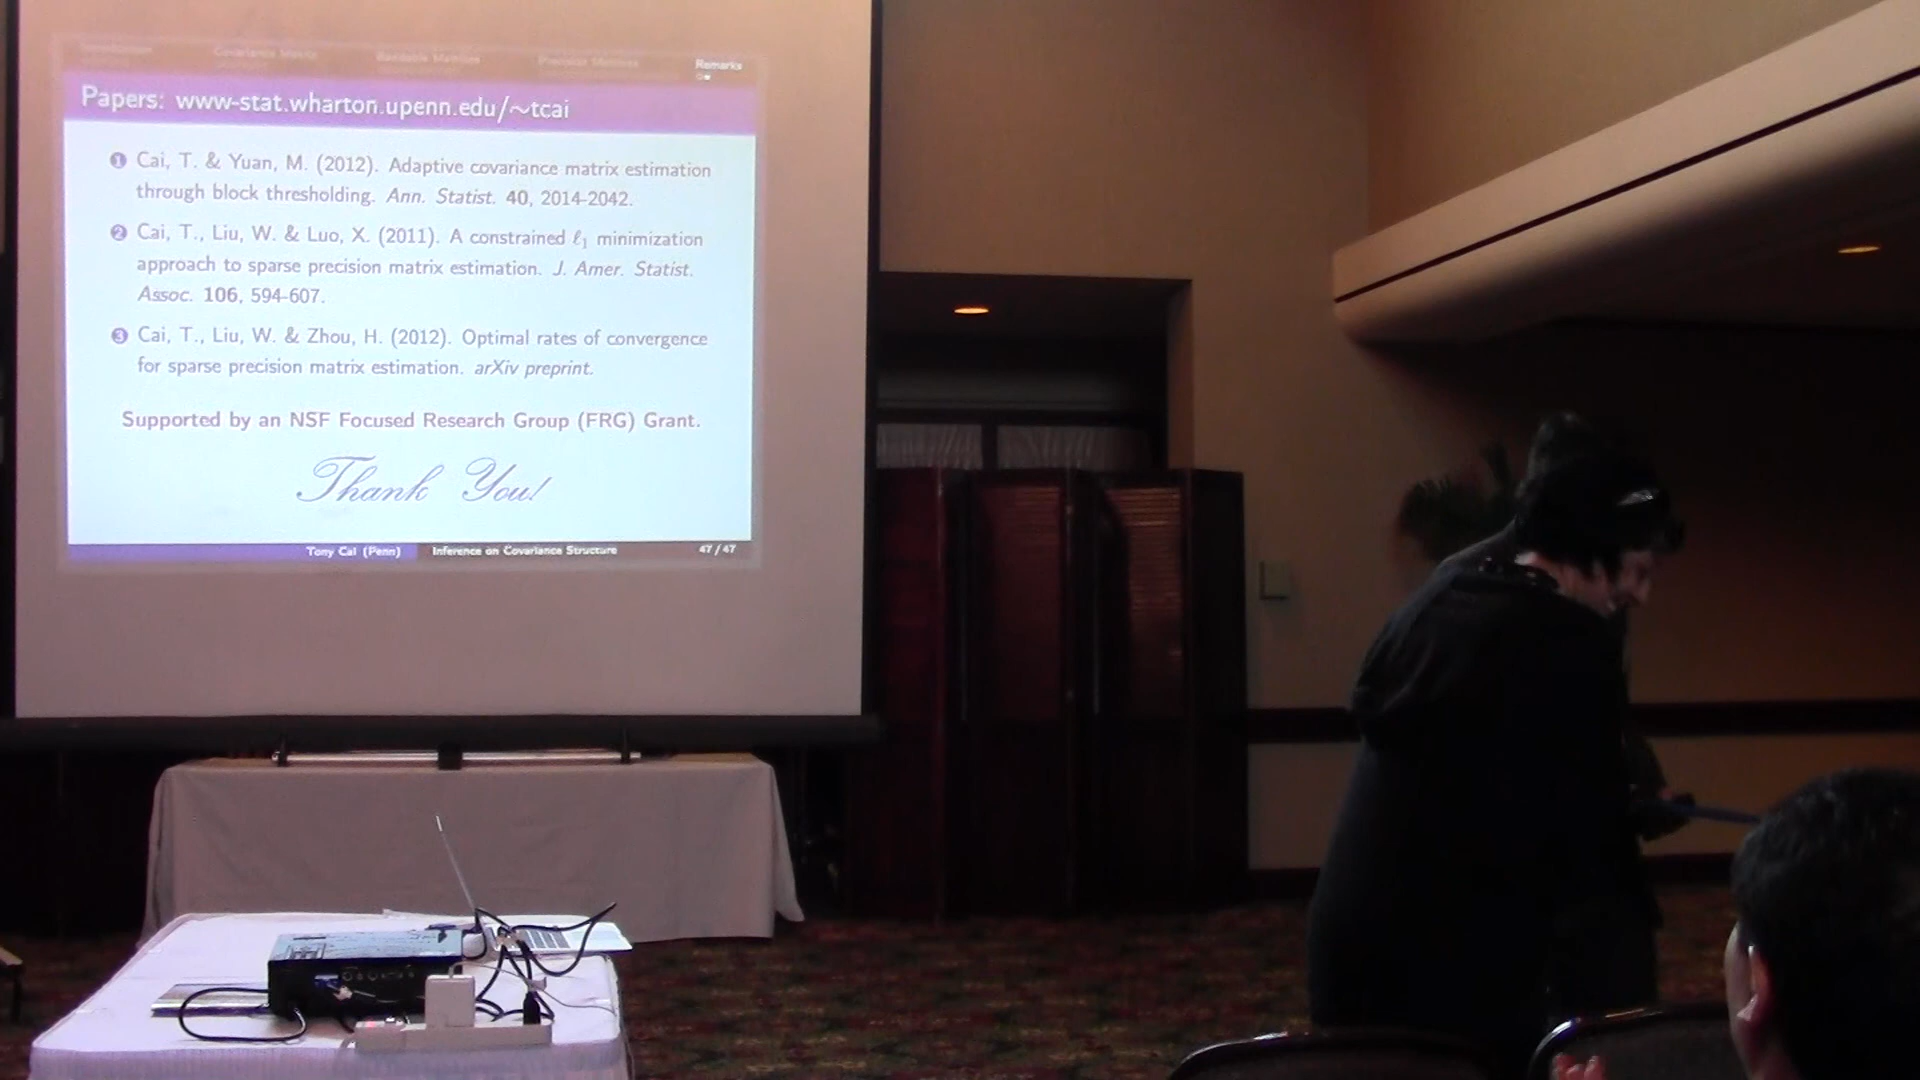 Introduction Covariance Matrix Bandable Matrices Precision Matrices Remarks
Papers: www-stat.wharton.upenn.edu/~tcai
1 Cai, T. & Yuan, M. (2012). Adaptive covariance matrix estimation
through block thresholding. Ann. Statist. 40, 2014-2042.
2 Cai, T., Liu, W. & Luo, X. (2011). A constrained ℓ₁ minimization
approach to sparse precision matrix estimation. J. Amer. Statist.
Assoc. 106, 594-607.
3 Cai, T., Liu, W. & Zhou, H. (2012). Optimal rates of convergence
for sparse precision matrix estimation. arXiv preprint.
Supported by an NSF Focused Research Group (FRG) Grant.
Thank You!
Tony Cai (Penn) Inference on Covariance Structure 47 / 47